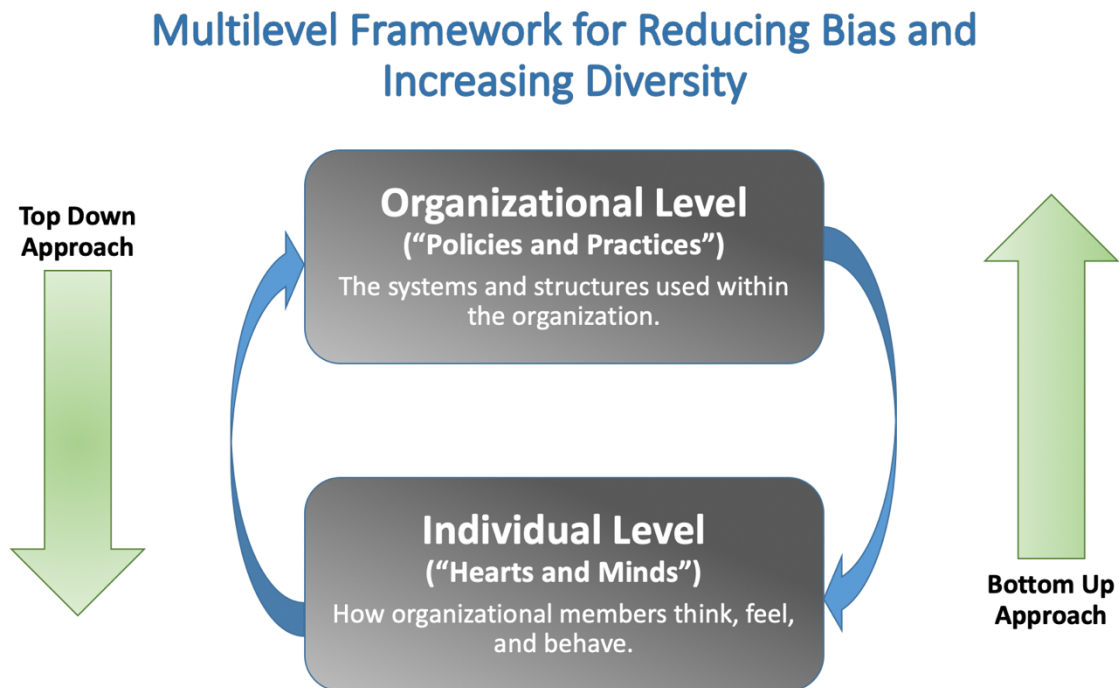 Multilevel Framework for Reducing Bias and
Increasing Diversity
Top Down
Approach
Organizational Level
(“Policies and Practices”)
The systems and structures used within
the organization.
Individual Level
(“Hearts and Minds”)
How organizational members think, feel,
and behave.
Bottom Up
Approach